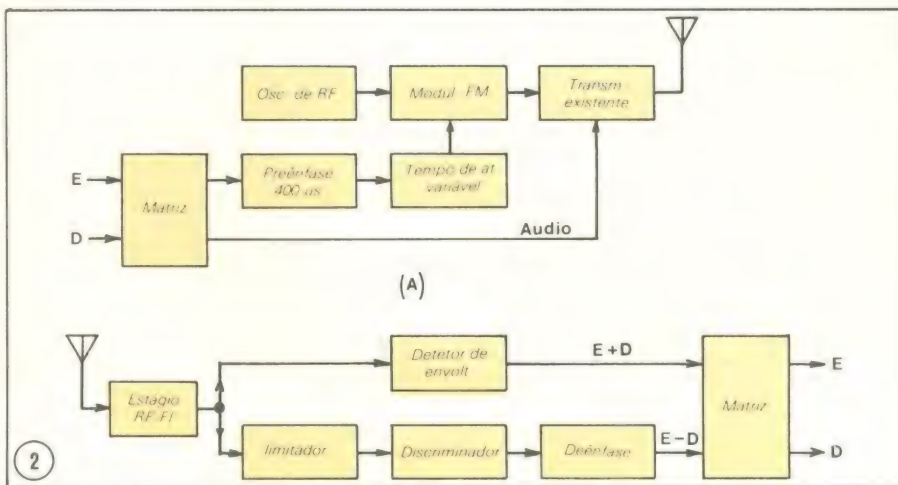 Osc. de RF
Modul FM
Transm
existente
E
D
Matriz
Preênfase
400 us
Tempo de at
variável
Audio
(A)
Detetor de
envolt
E+D
Estágio
RF-FI
limitador
Discriminador
Deênfase
E-D
Matriz
E
D
2